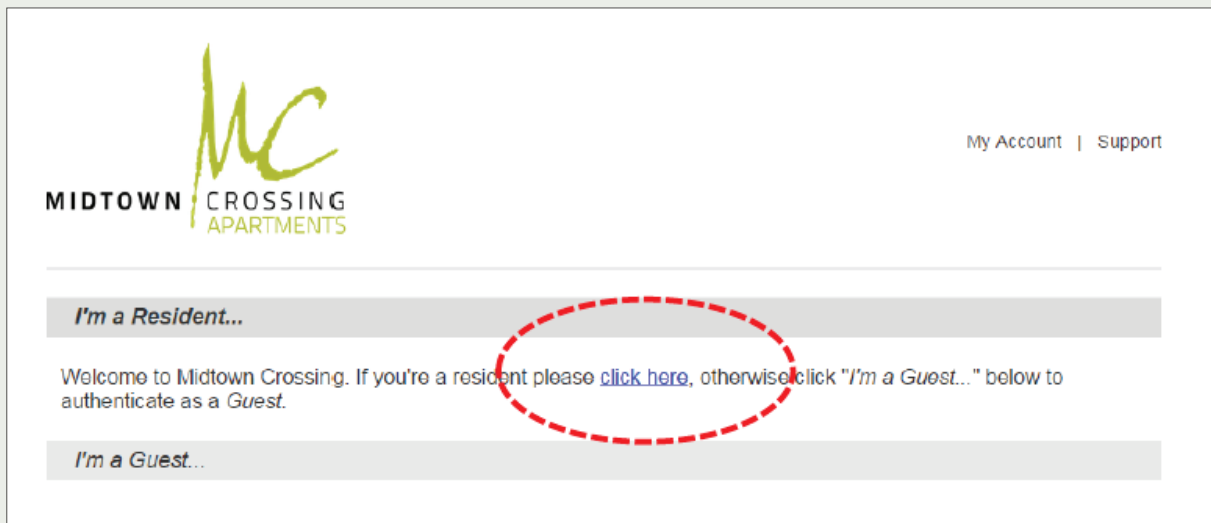 MC
My Account | Support
MIDTOWN CROSSING
APARTMENTS
I'm a Resident...
Welcome to Midtown Crossing. If you're a resident please click here, otherwise click "I'm a Guest..." below to
authenticate as a Guest.
I'm a Guest...